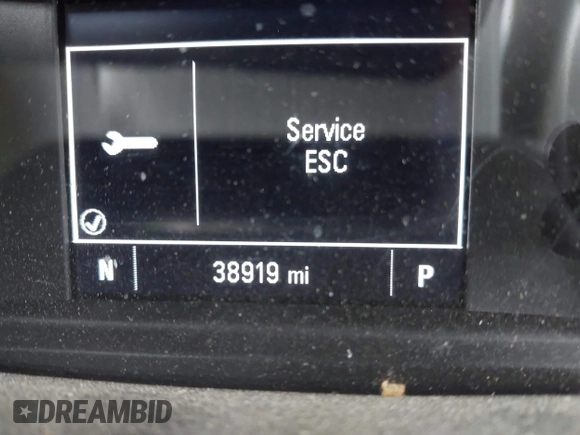 Service
ESC
N 38919 mi P
DREAMBID